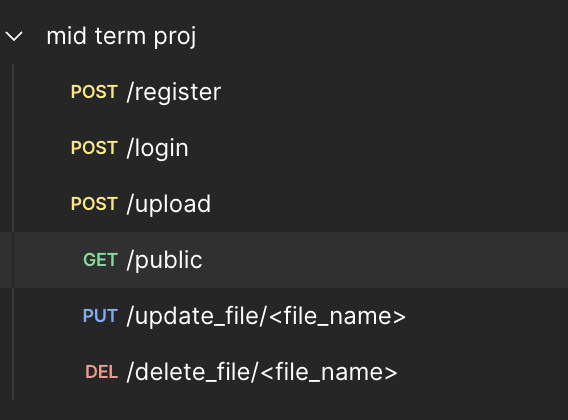 mid term proj
POST /register
POST /login
POST /upload
GET /public
PUT /update_file/<file_name>
DEL /delete_file/<file_name>